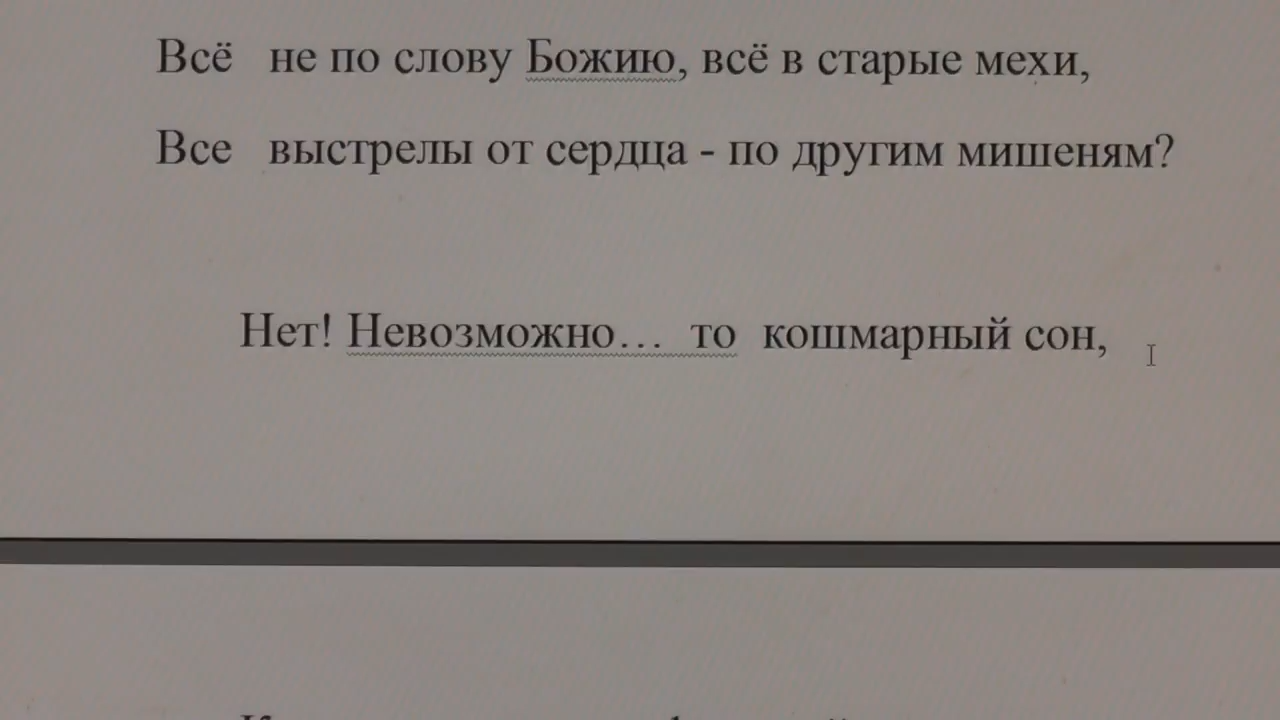 Всё не по слову Божию, всё в старые мехи,
Все выстрелы от сердца - по другим мишеням?
Нет! Невозможно… то кошмарный сон,